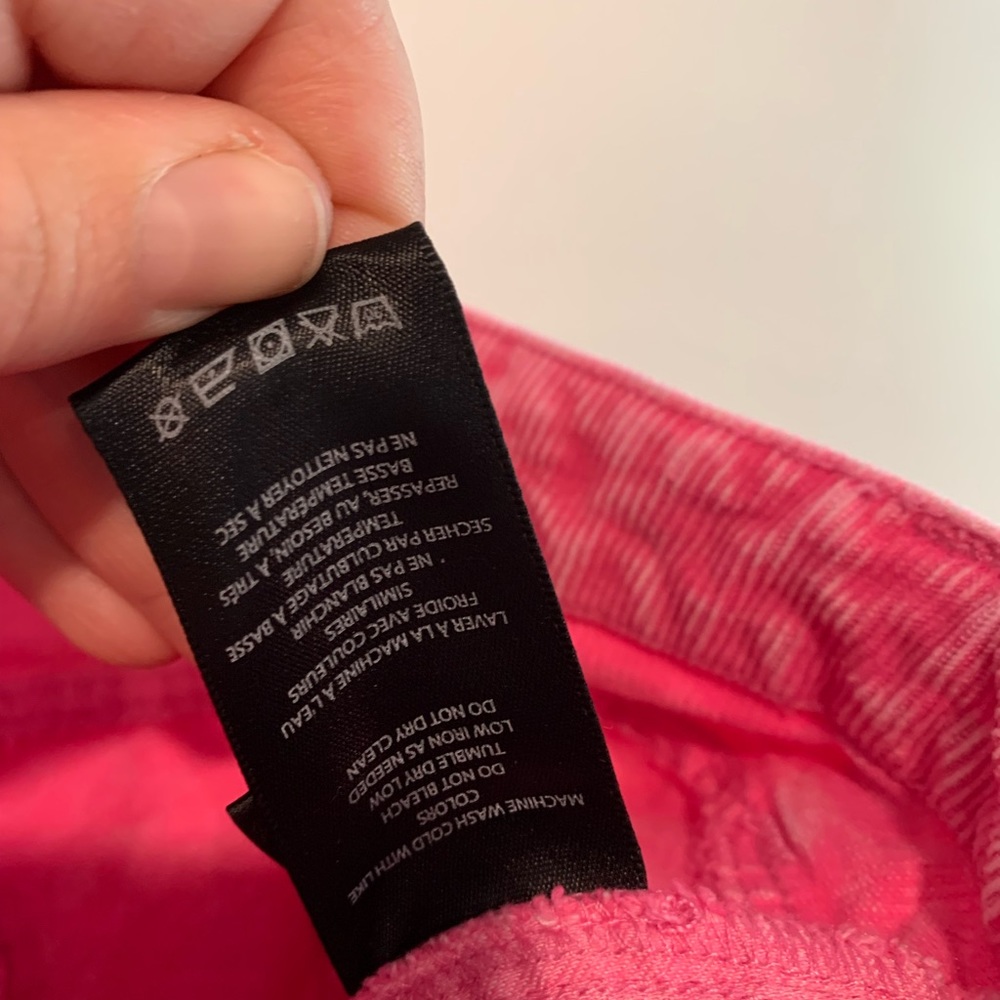 MACHINE WASH COLD WITH LIKE
COLORS
DO NOT BLEACH
TUMBLE DRY LOW
LOW IRON AS NEEDED
DO NOT DRY CLEAN
LAVER À LA MACHINE À L'EAU
FROIDE AVEC COULEURS
SIMILAIRES
NE PAS BLANCHIR
SECHER PAR CULBUTAGE À BASSE
TEMPERATURE
REPASSER, AU BESOIN, A TRÈS
BASSE TEMPERATURE
NE PAS NETTOYER A SEC